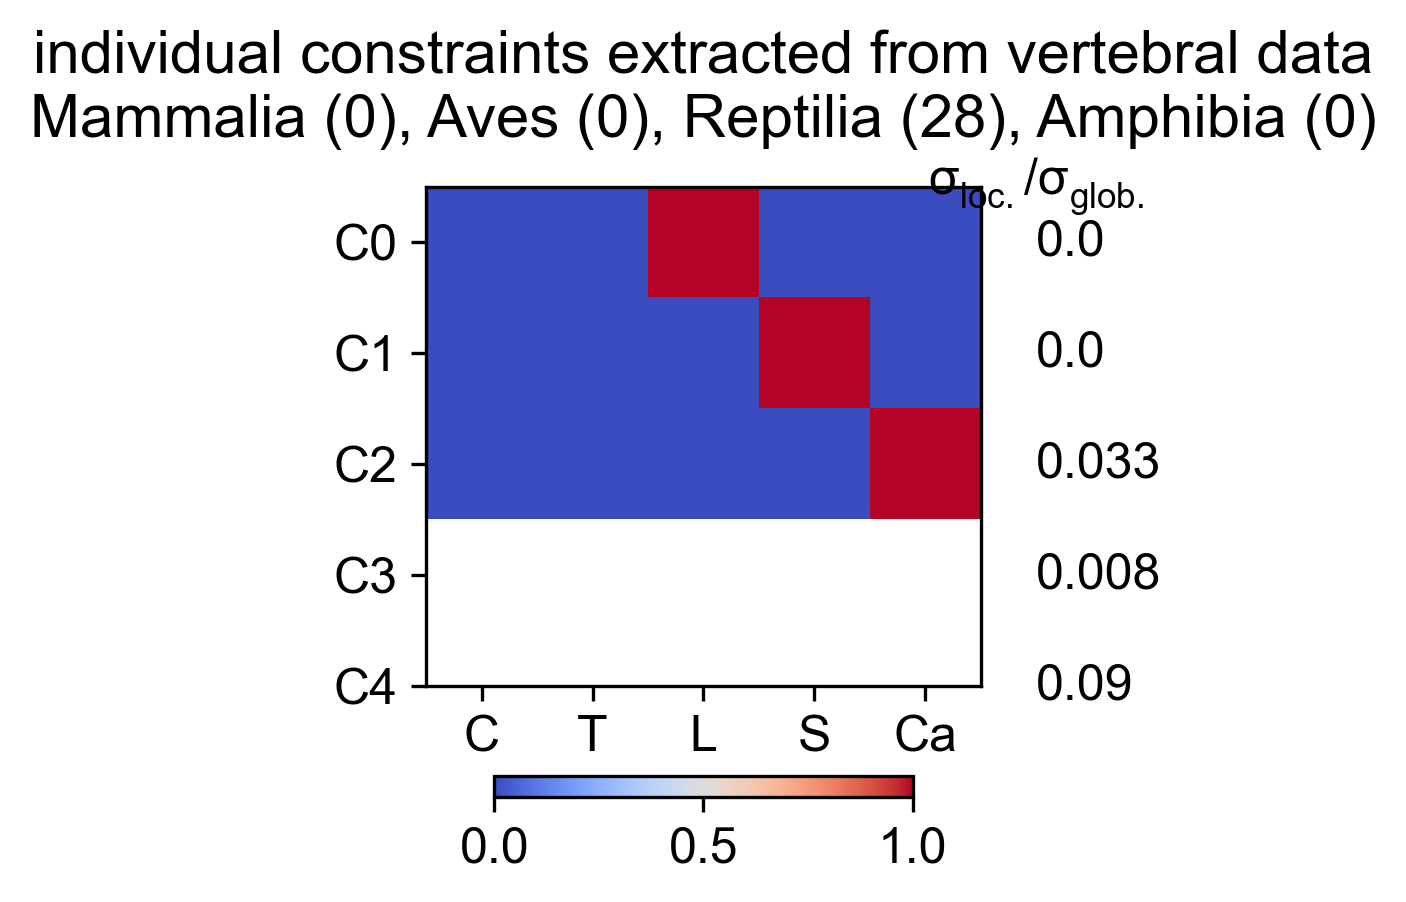 individual constraints extracted from vertebral data
Mammalia (0), Aves (0), Reptilia (28), Amphibia (0)
σloc. /σglob.
C0 0.0
C1 0.0
C2 0.033
C3 0.008
C4 0.09
C T L S Ca
0.0 0.5 1.0